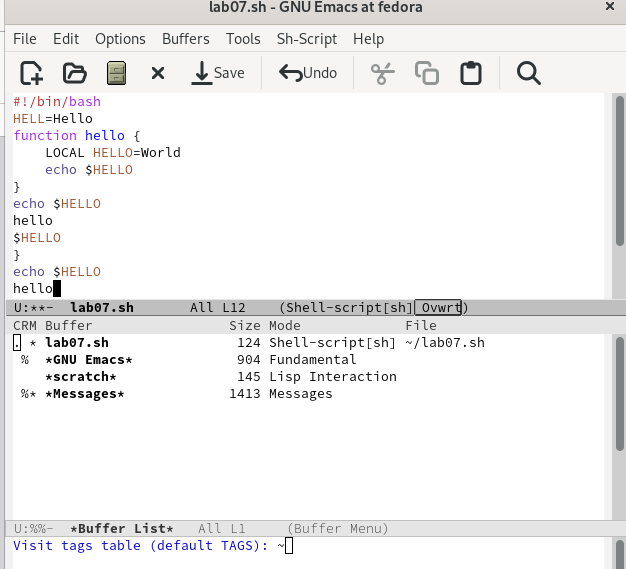 lab07.sh - GNU Emacs at fedora
File Edit Options Buffers Tools Sh-Script Help
Save Undo
#!/bin/bash
HELL=Hello
function hello {
    LOCAL HELLO=World
    echo $HELLO
}
echo $HELLO
hello
$HELLO
}
echo $HELLO
hello
U:**-  lab07.sh       All L12    (Shell-script[sh] Ovwrt)
CRM Buffer                 Size Mode             File
. * lab07.sh                124 Shell-script[sh] ~/lab07.sh
 %  *GNU Emacs*             904 Fundamental
    *scratch*               145 Lisp Interaction
 %* *Messages*             1413 Messages
U:%%-  *Buffer List*   All L1     (Buffer Menu)
Visit tags table (default TAGS): ~